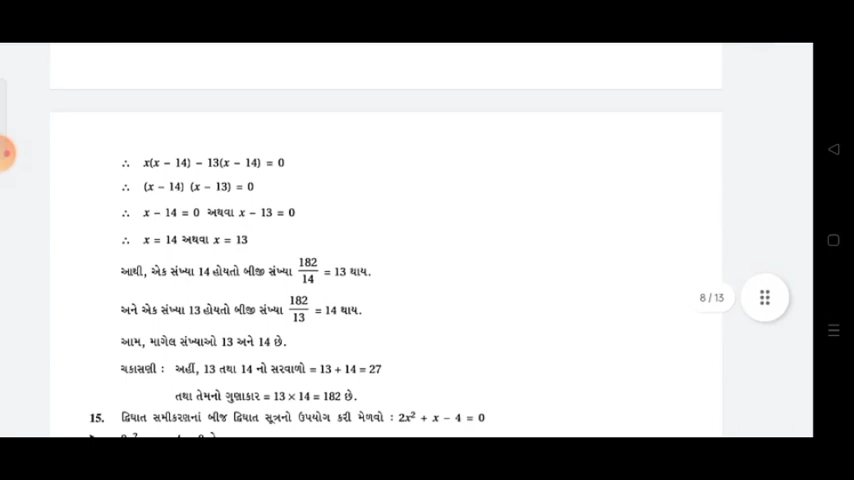 ∴ x(x – 14) – 13(x – 14) = 0
∴ (x – 14) (x – 13) = 0
∴ x – 14 = 0 અથવા x – 13 = 0
∴ x = 14 અથવા x = 13
આથી, એક સંખ્યા 14 હોયતો બીજી સંખ્યા 182/14 = 13 થાય.
અને એક સંખ્યા 13 હોયતો બીજી સંખ્યા 182/13 = 14 થાય.
8 / 13
આમ, માગેલ સંખ્યાઓ 13 અને 14 છે.
ચકાસણી : અહીં, 13 તથા 14 નો સરવાળો = 13 + 14 = 27
તથા તેમનો ગુણાકાર = 13 × 14 = 182 છે.
15. દ્વિઘાત સમીકરણનાં બીજ દ્વિઘાત સૂત્રનો ઉપયોગ કરી મેળવો : 2x² + x – 4 = 0